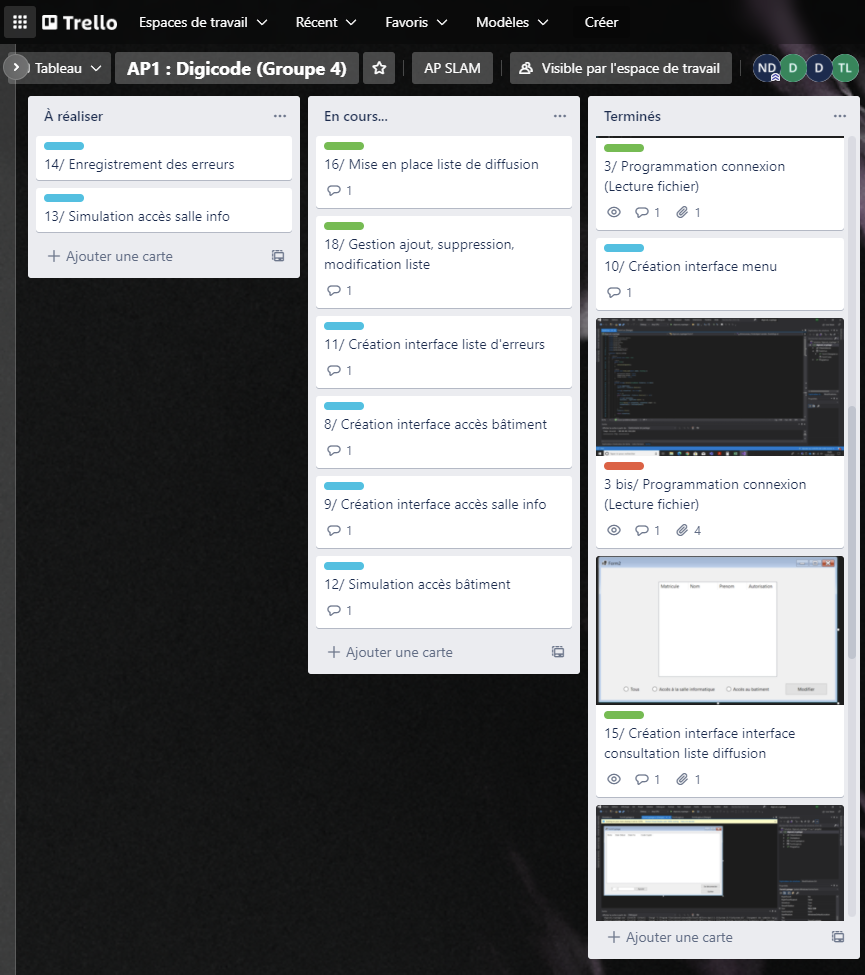 Trello
Espaces de travail
Récent
Favoris
Modèles
Créer
Tableau
AP1 : Digicode (Groupe 4)
AP SLAM
Visible par l'espace de travail
ND
D
D
TL
À réaliser
14/ Enregistrement des erreurs
13/ Simulation accès salle info
Ajouter une carte
En cours...
16/ Mise en place liste de diffusion
1
18/ Gestion ajout, suppression,
modification liste
1
11/ Création interface liste d'erreurs
1
8/ Création interface accès bâtiment
1
9/ Création interface accès salle info
1
12/ Simulation accès bâtiment
1
Ajouter une carte
Terminés
3/ Programmation connexion
(Lecture fichier)
1 1
10/ Création interface menu
1
3 bis/ Programmation connexion
(Lecture fichier)
1 4
Form2
Matricule Nom Prenom Autorisation
Tous Accés à la salle informatique Accés au batiment Modifier
15/ Création interface interface
consultation liste diffusion
1 1
Ajouter une carte